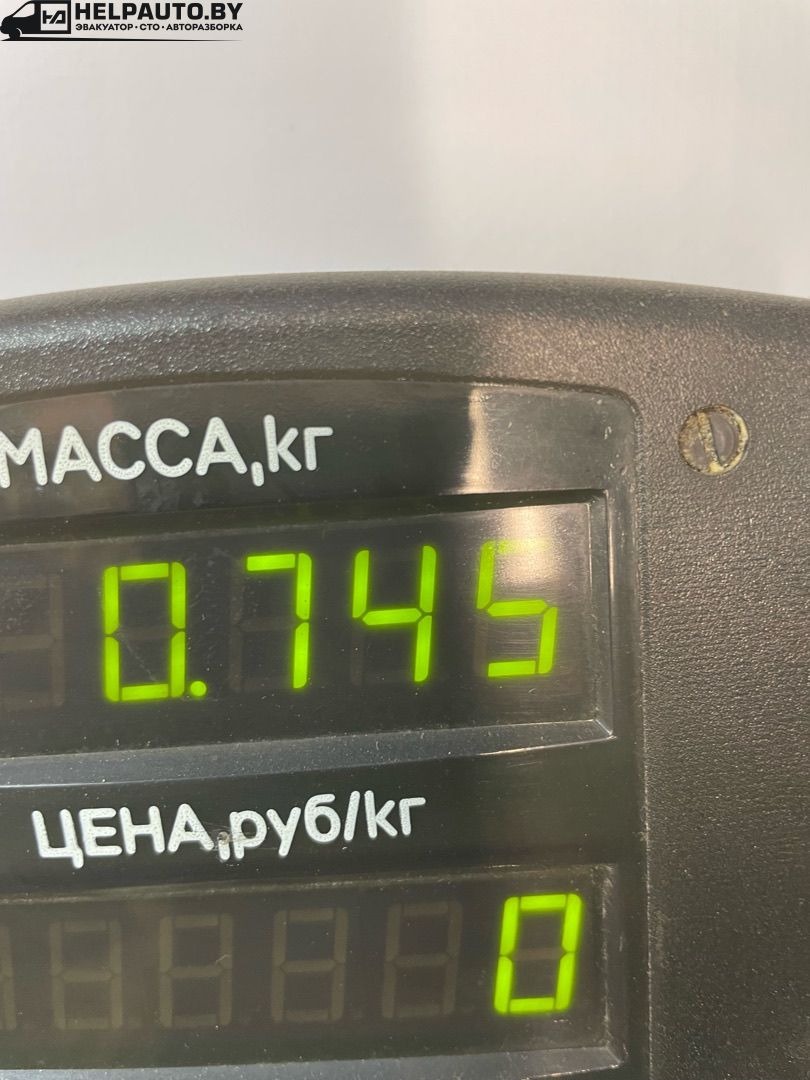 HELPAUTO.BY
ЭВАКУАТОР • СТО • АВТОРАЗБОРКА
МАССА,кг
0.745
ЦЕНА,руб/кг
0